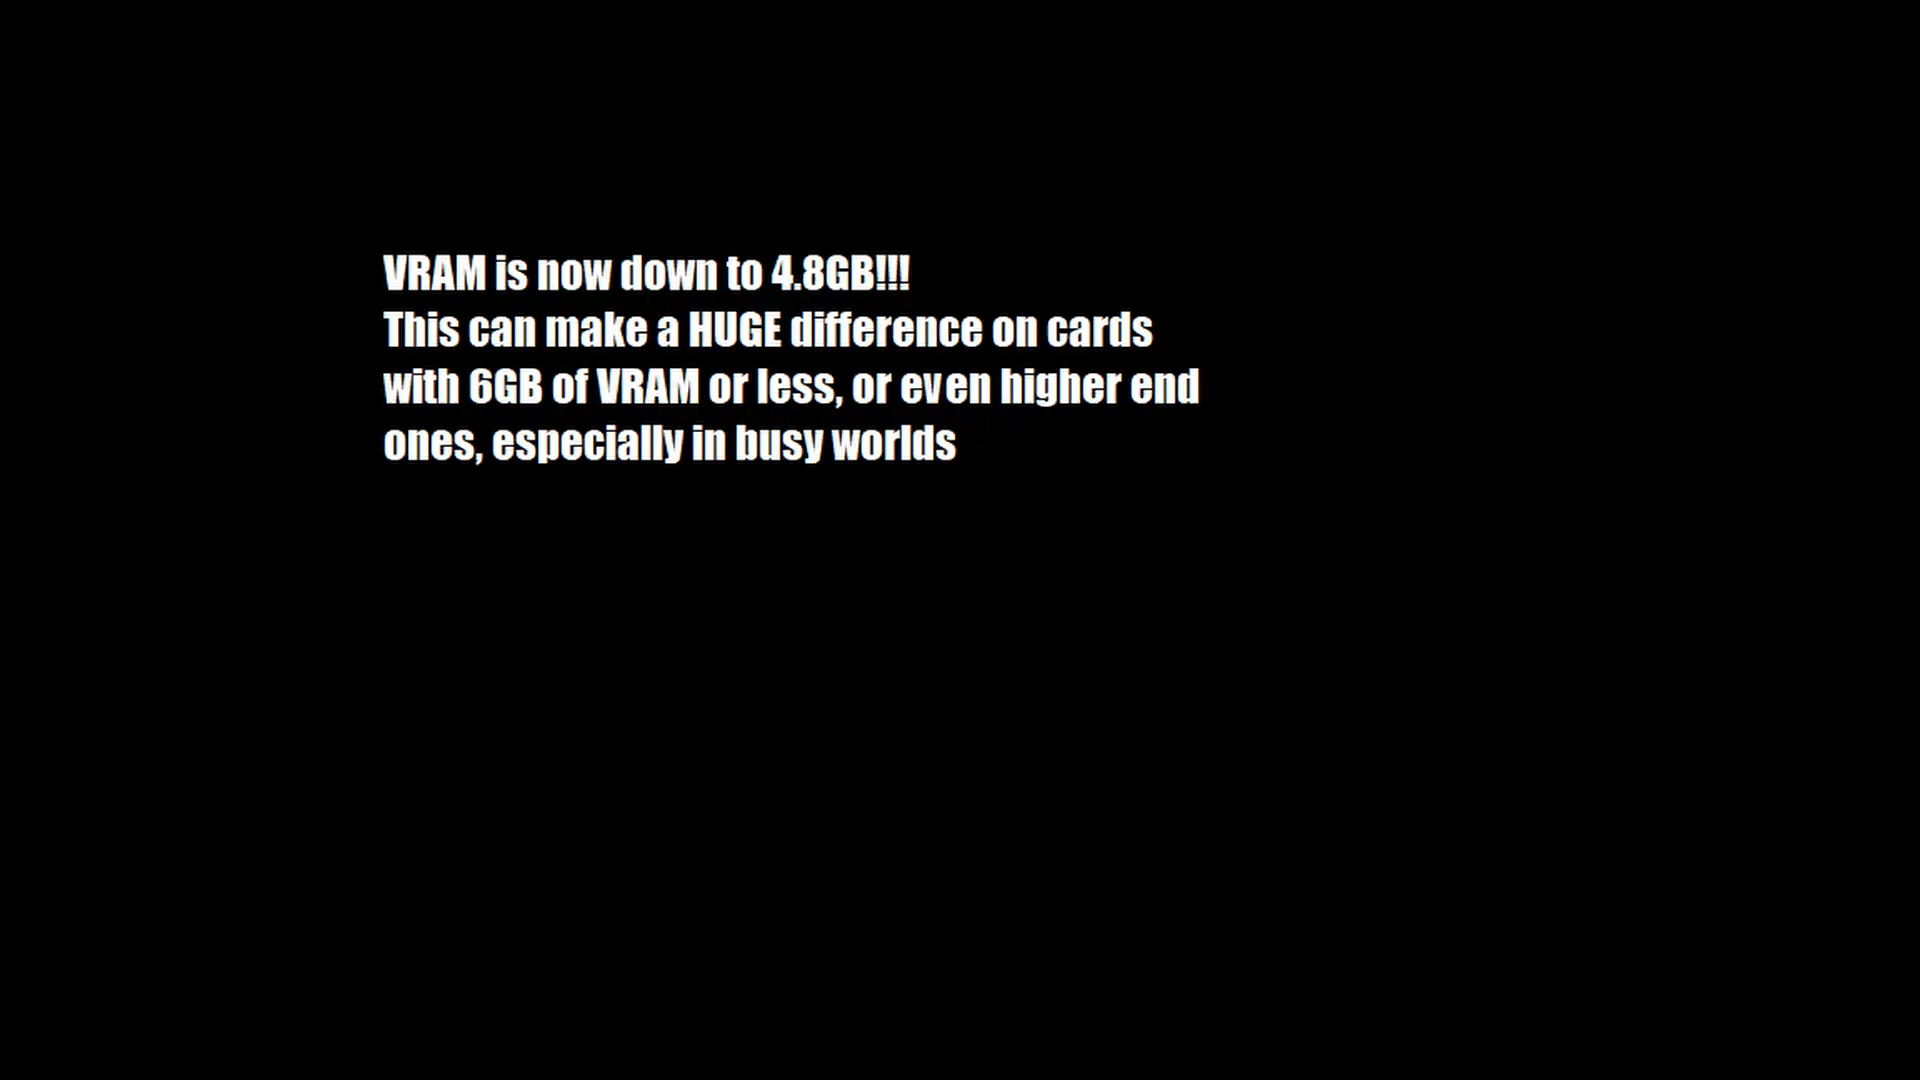 VRAM is now down to 4.8GB!!!
This can make a HUGE difference on cards
with 6GB of VRAM or less, or even higher end
ones, especially in busy worlds